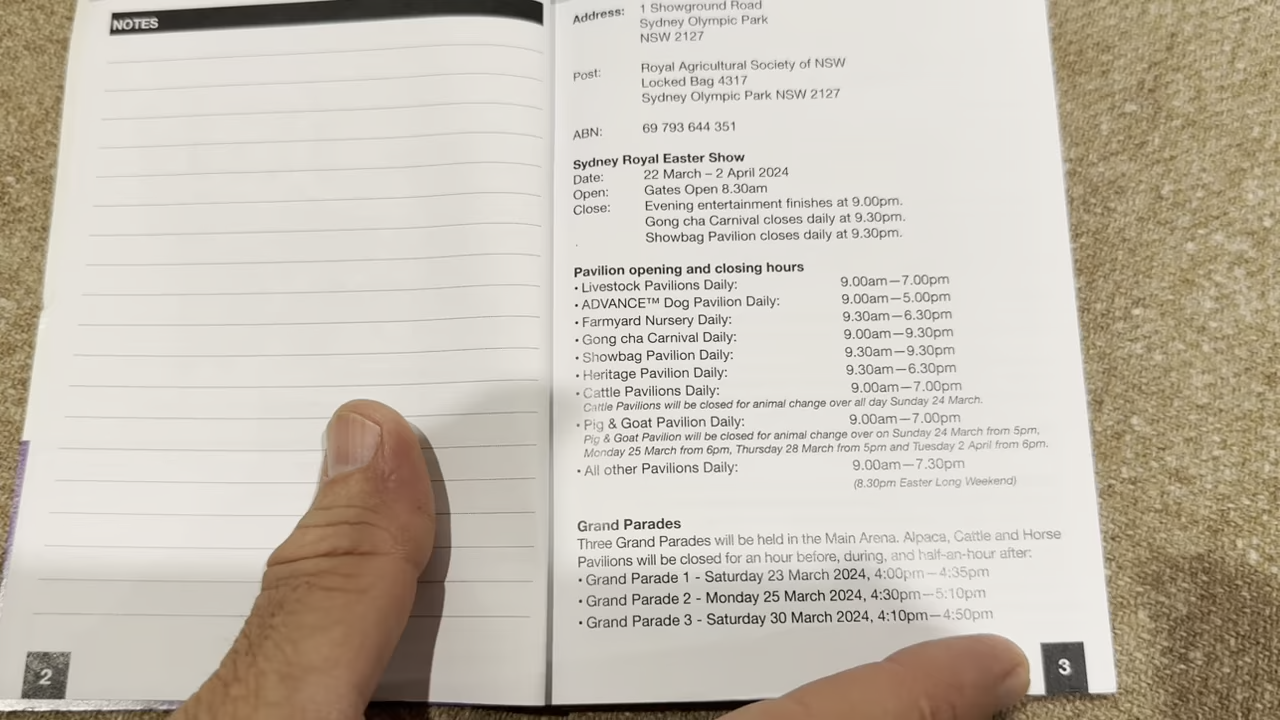 NOTES
2
Address: 1 Showground Road
Sydney Olympic Park
NSW 2127
Post: Royal Agricultural Society of NSW
Locked Bag 4317
Sydney Olympic Park NSW 2127
ABN: 69 793 644 351
Sydney Royal Easter Show
Date: 22 March – 2 April 2024
Open: Gates Open 8.30am
Close: Evening entertainment finishes at 9.00pm.
Gong cha Carnival closes daily at 9.30pm.
Showbag Pavilion closes daily at 9.30pm.
Pavilion opening and closing hours
• Livestock Pavilions Daily: 9.00am—7.00pm
• ADVANCE™ Dog Pavilion Daily: 9.00am—5.00pm
• Farmyard Nursery Daily: 9.30am—6.30pm
• Gong cha Carnival Daily: 9.00am—9.30pm
• Showbag Pavilion Daily: 9.30am—9.30pm
• Heritage Pavilion Daily: 9.30am—6.30pm
• Cattle Pavilions Daily: 9.00am—7.00pm
Cattle Pavilions will be closed for animal change over all day Sunday 24 March.
• Pig & Goat Pavilion Daily: 9.00am—7.00pm
Pig & Goat Pavilion will be closed for animal change over on Sunday 24 March from 5pm,
Monday 25 March from 6pm, Thursday 28 March from 5pm and Tuesday 2 April from 6pm.
• All other Pavilions Daily: 9.00am—7.30pm
(8.30pm Easter Long Weekend)
Grand Parades
Three Grand Parades will be held in the Main Arena. Alpaca, Cattle and Horse
Pavilions will be closed for an hour before, during, and half-an-hour after:
• Grand Parade 1 - Saturday 23 March 2024, 4:00pm—4:35pm
• Grand Parade 2 - Monday 25 March 2024, 4:30pm—5:10pm
• Grand Parade 3 - Saturday 30 March 2024, 4:10pm—4:50pm
3